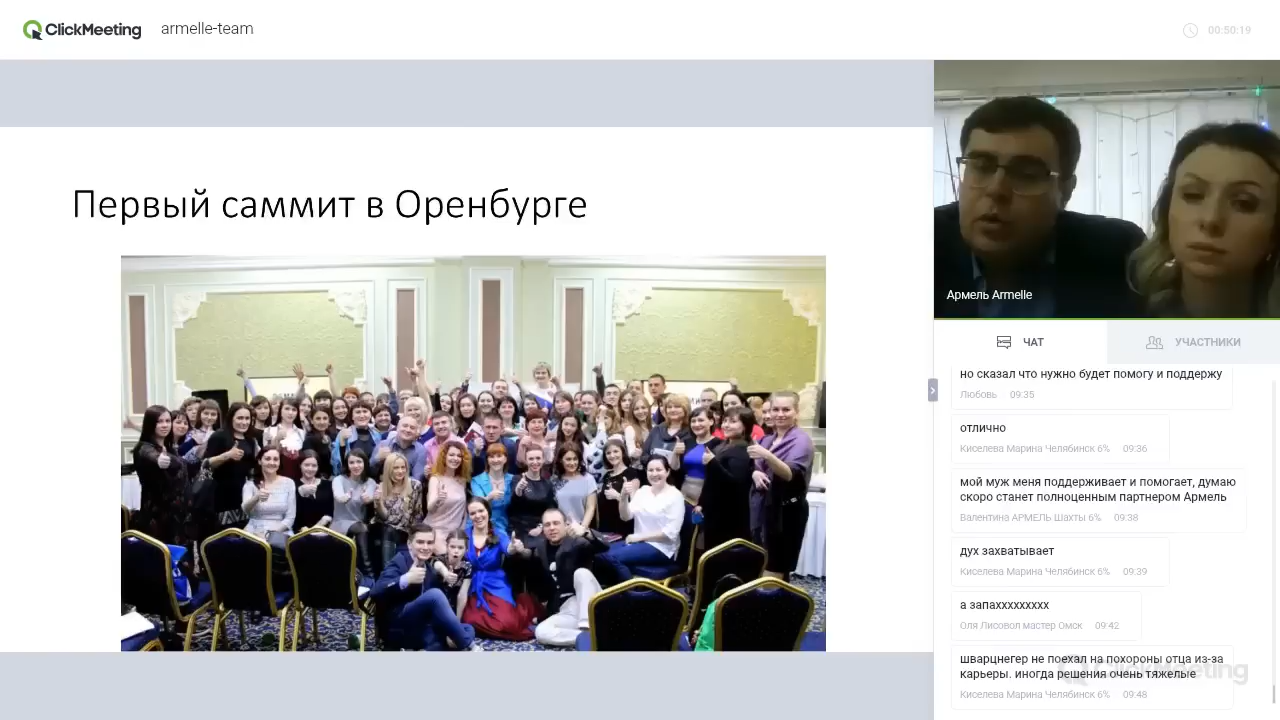 ClickMeeting
armelle-team
00:50:19
Первый саммит в Оренбурге
Армель Armelle
ЧАТ
УЧАСТНИКИ
но сказал что нужно будет помогу и поддержу
Любовь 09:35
отлично
Киселева Марина Челябинск 6% 09:36
мой муж меня поддерживает и помогает, думаю
скоро станет полноценным партнером Армель
Валентина АРМЕЛЬ Шахты 6% 09:38
дух захватывает
Киселева Марина Челябинск 6% 09:39
а запаххххххххх
Оля Лисовол мастер Омск 09:42
шварцнегер не поехал на похороны отца из-за
карьеры. иногда решения очень тяжелые
Киселева Марина Челябинск 6% 09:48
ClickMeeting